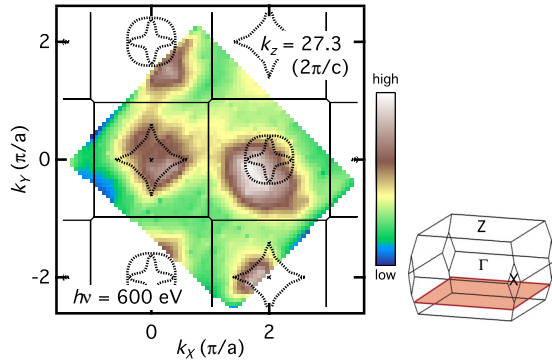 2
0
-2
k_Y (π/a)
k_z = 27.3
(2π/c)
hν = 600 eV
0
2
k_X (π/a)
high
low
Z
Γ
X